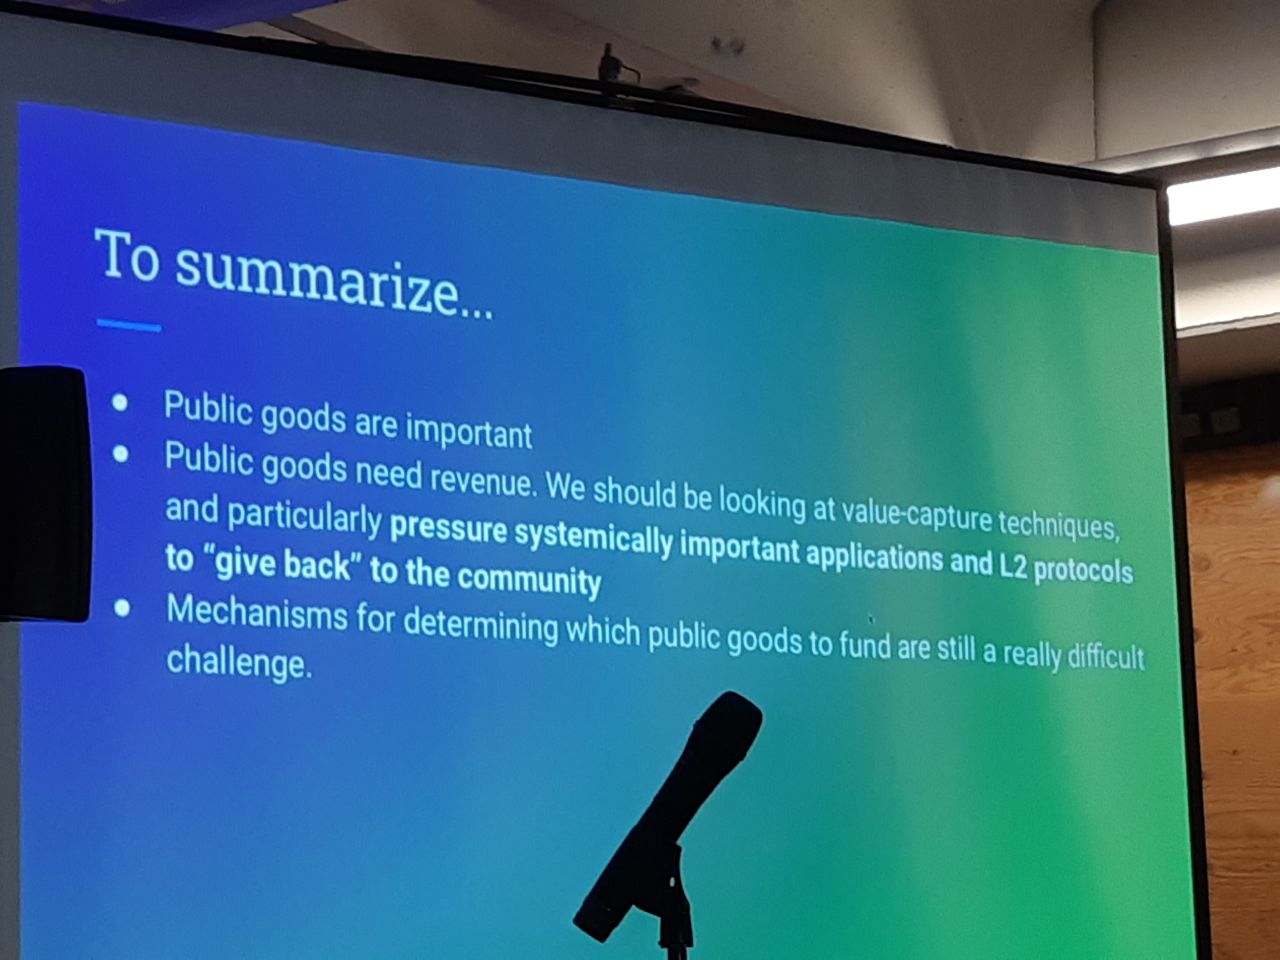 To summarize...
● Public goods are important
● Public goods need revenue. We should be looking at value-capture techniques,
and particularly pressure systemically important applications and L2 protocols
to “give back” to the community
● Mechanisms for determining which public goods to fund are still a really difficult
challenge.